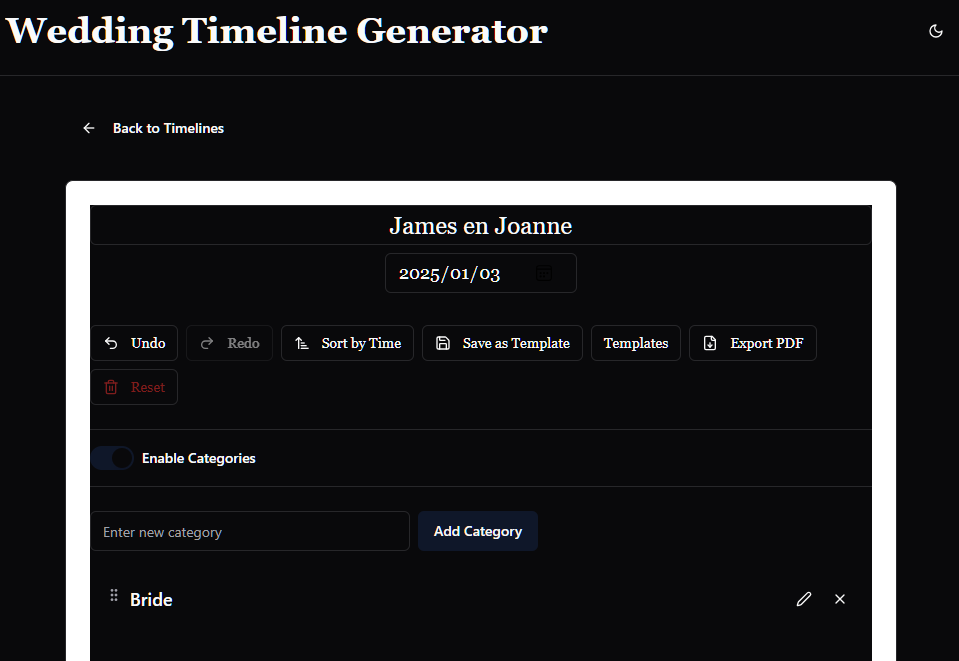 Wedding Timeline Generator
Back to Timelines
James en Joanne
2025/01/03
Undo Redo Sort by Time Save as Template Templates Export PDF
Reset
Enable Categories
Enter new category Add Category
Bride